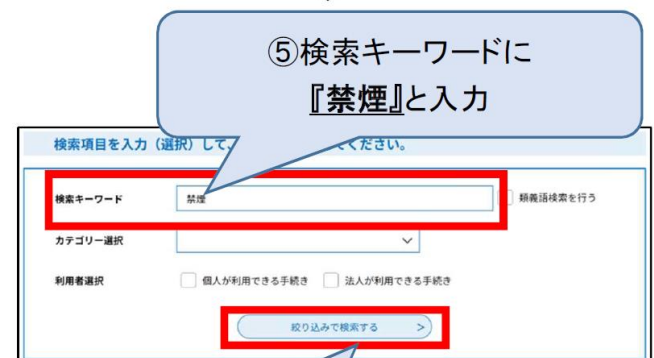 ⑤検索キーワードに
『禁煙』と入力
検索項目を入力（選択）して、
てください。
検索キーワード
禁煙
類義語検索を行う
カテゴリー選択
利用者選択
個人が利用できる手続き
法人が利用できる手続き
絞り込みで検索する >